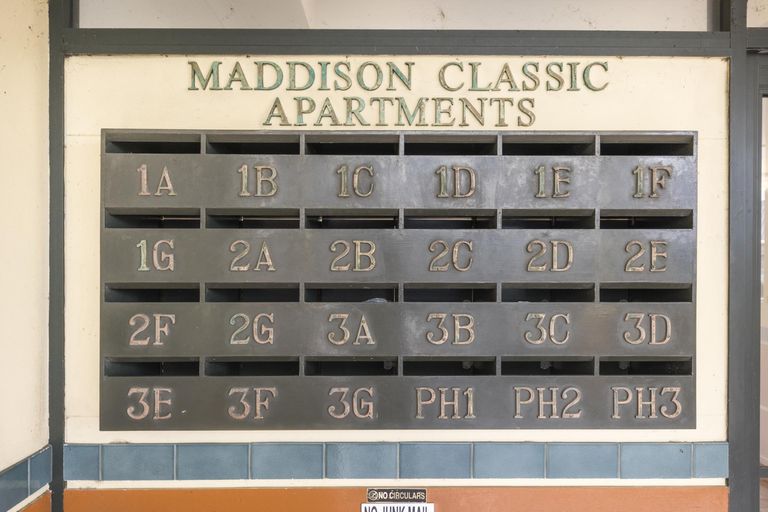 MADDISON CLASSIC
APARTMENTS
1A 1B 1C 1D 1E 1F
1G 2A 2B 2C 2D 2E
2F 2G 3A 3B 3C 3D
3E 3F 3G PH1 PH2 PH3
NO CIRCULARS
NO JUNK MAIL